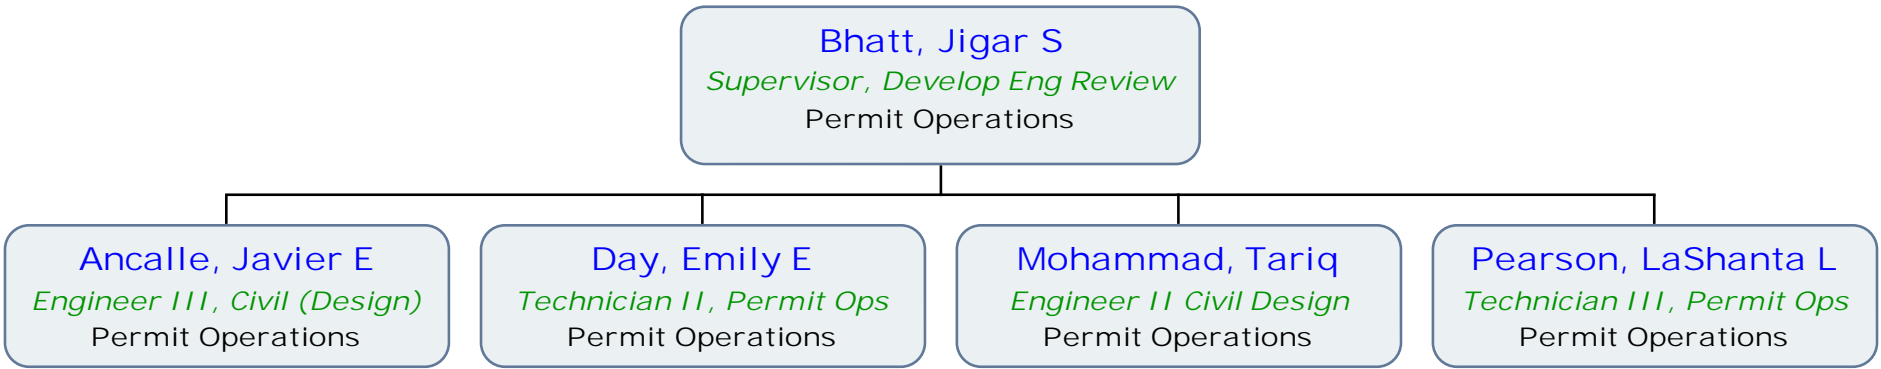 Bhatt, Jigar S
Supervisor, Develop Eng Review
Permit Operations
Ancalle, Javier E
Engineer III, Civil (Design)
Permit Operations
Day, Emily E
Technician II, Permit Ops
Permit Operations
Mohammad, Tariq
Engineer II Civil Design
Permit Operations
Pearson, LaShanta L
Technician III, Permit Ops
Permit Operations